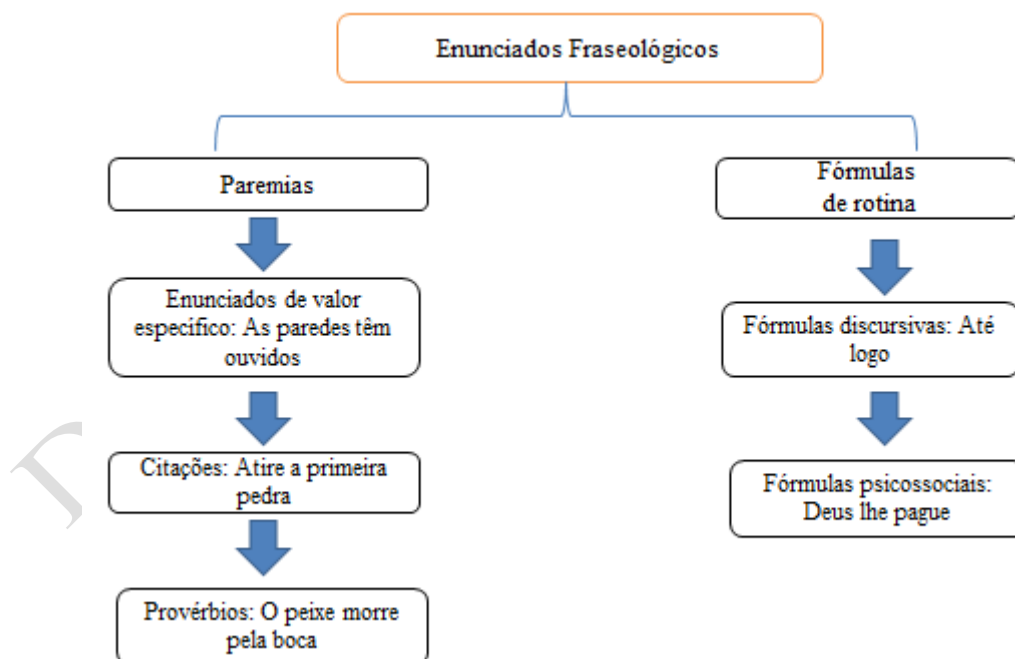 Enunciados Fraseológicos
Paremias
Enunciados de valor
específico: As paredes têm
ouvidos
Citações: Atire a primeira
pedra
Provérbios: O peixe morre
pela boca
Fórmulas
de rotina
Fórmulas discursivas: Até
logo
Fórmulas psicossociais:
Deus lhe pague